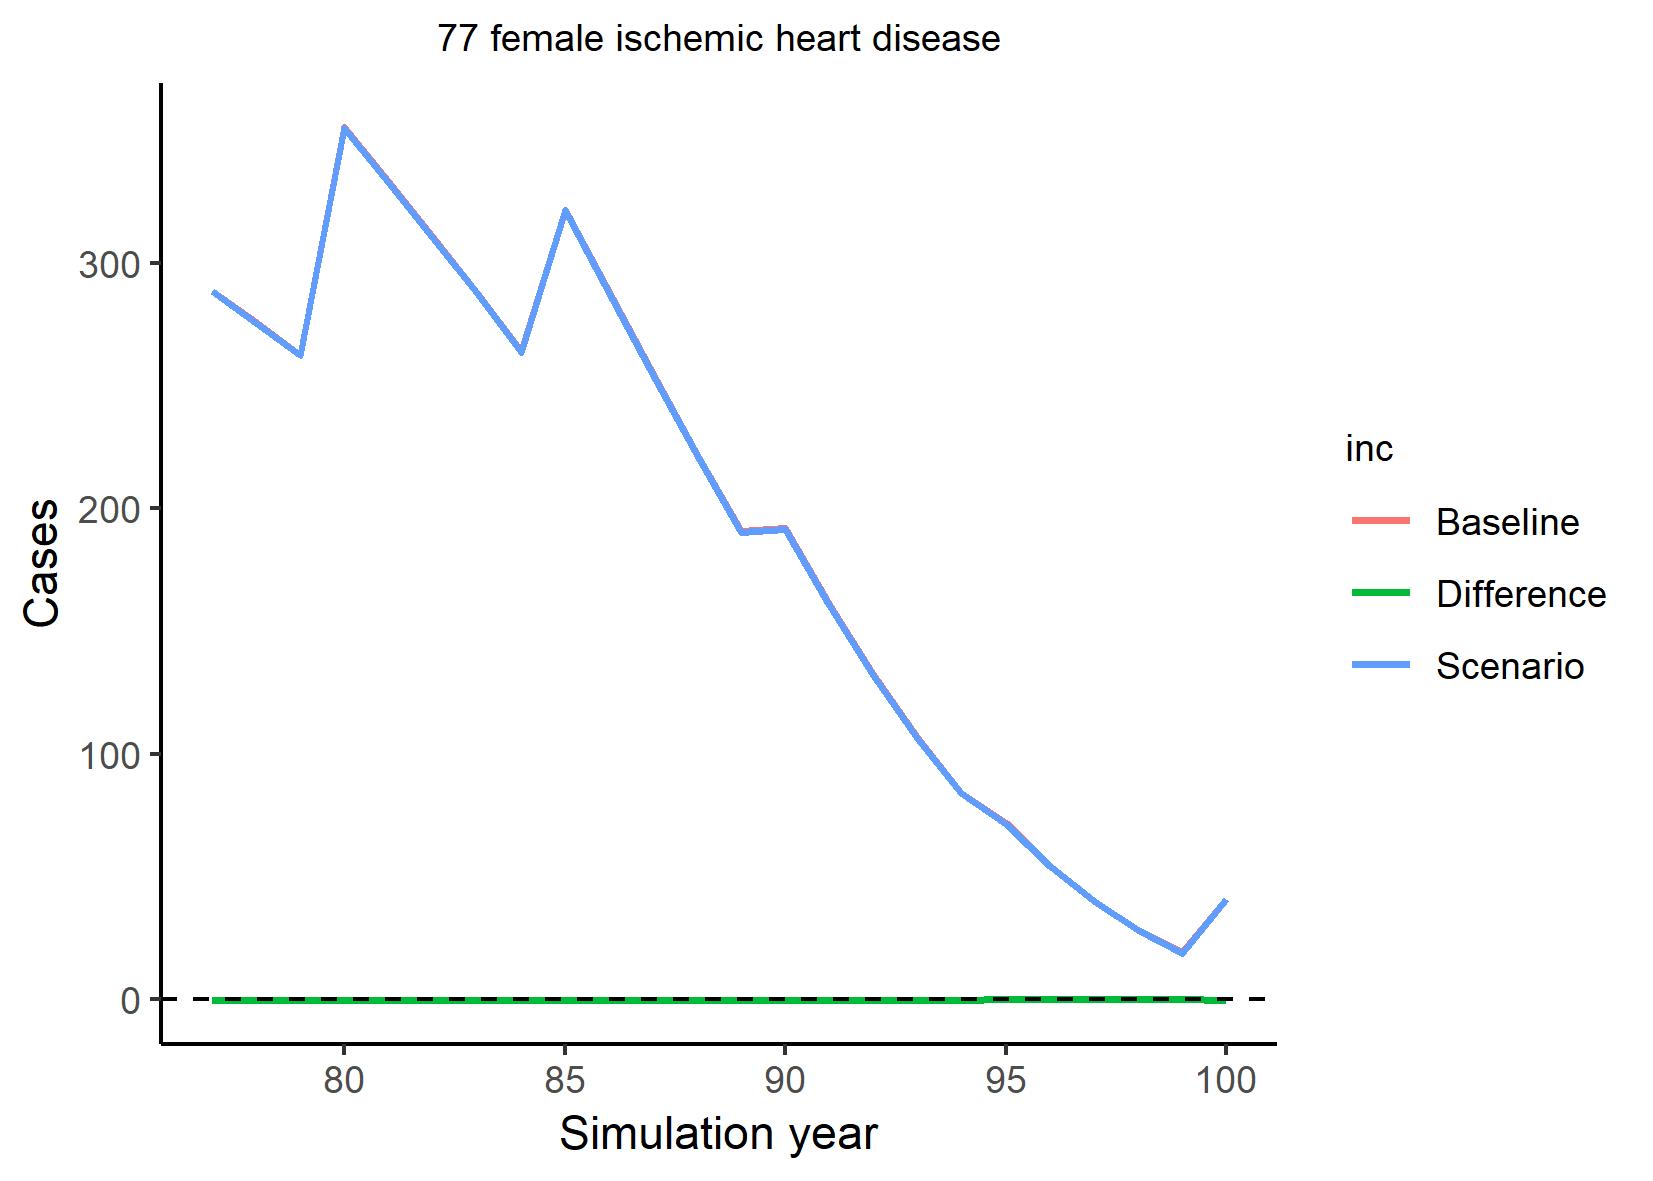 77 female ischemic heart disease
Cases
300
200
100
0
80 85 90 95 100
Simulation year
inc
Baseline
Difference
Scenario